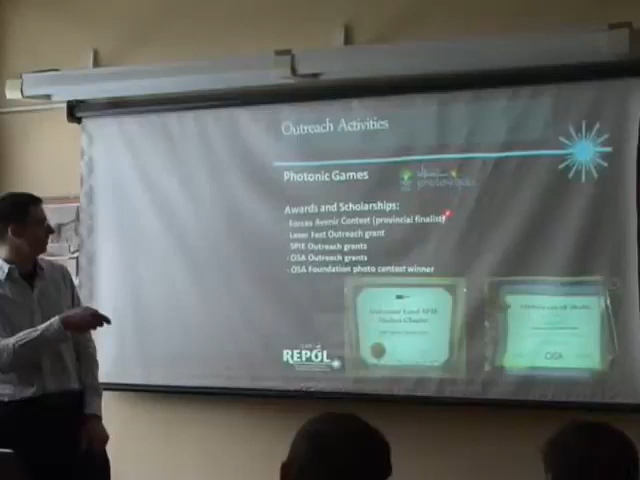 Outreach Activities
Photonic Games
Awards and Scholarships:
Forces Avenir Contest (provincial finalist)
Laser Fest Outreach grant
SPIE Outreach grants
- OSA Outreach grants
- OSA Foundation photo contest winner
REPOL
OSA